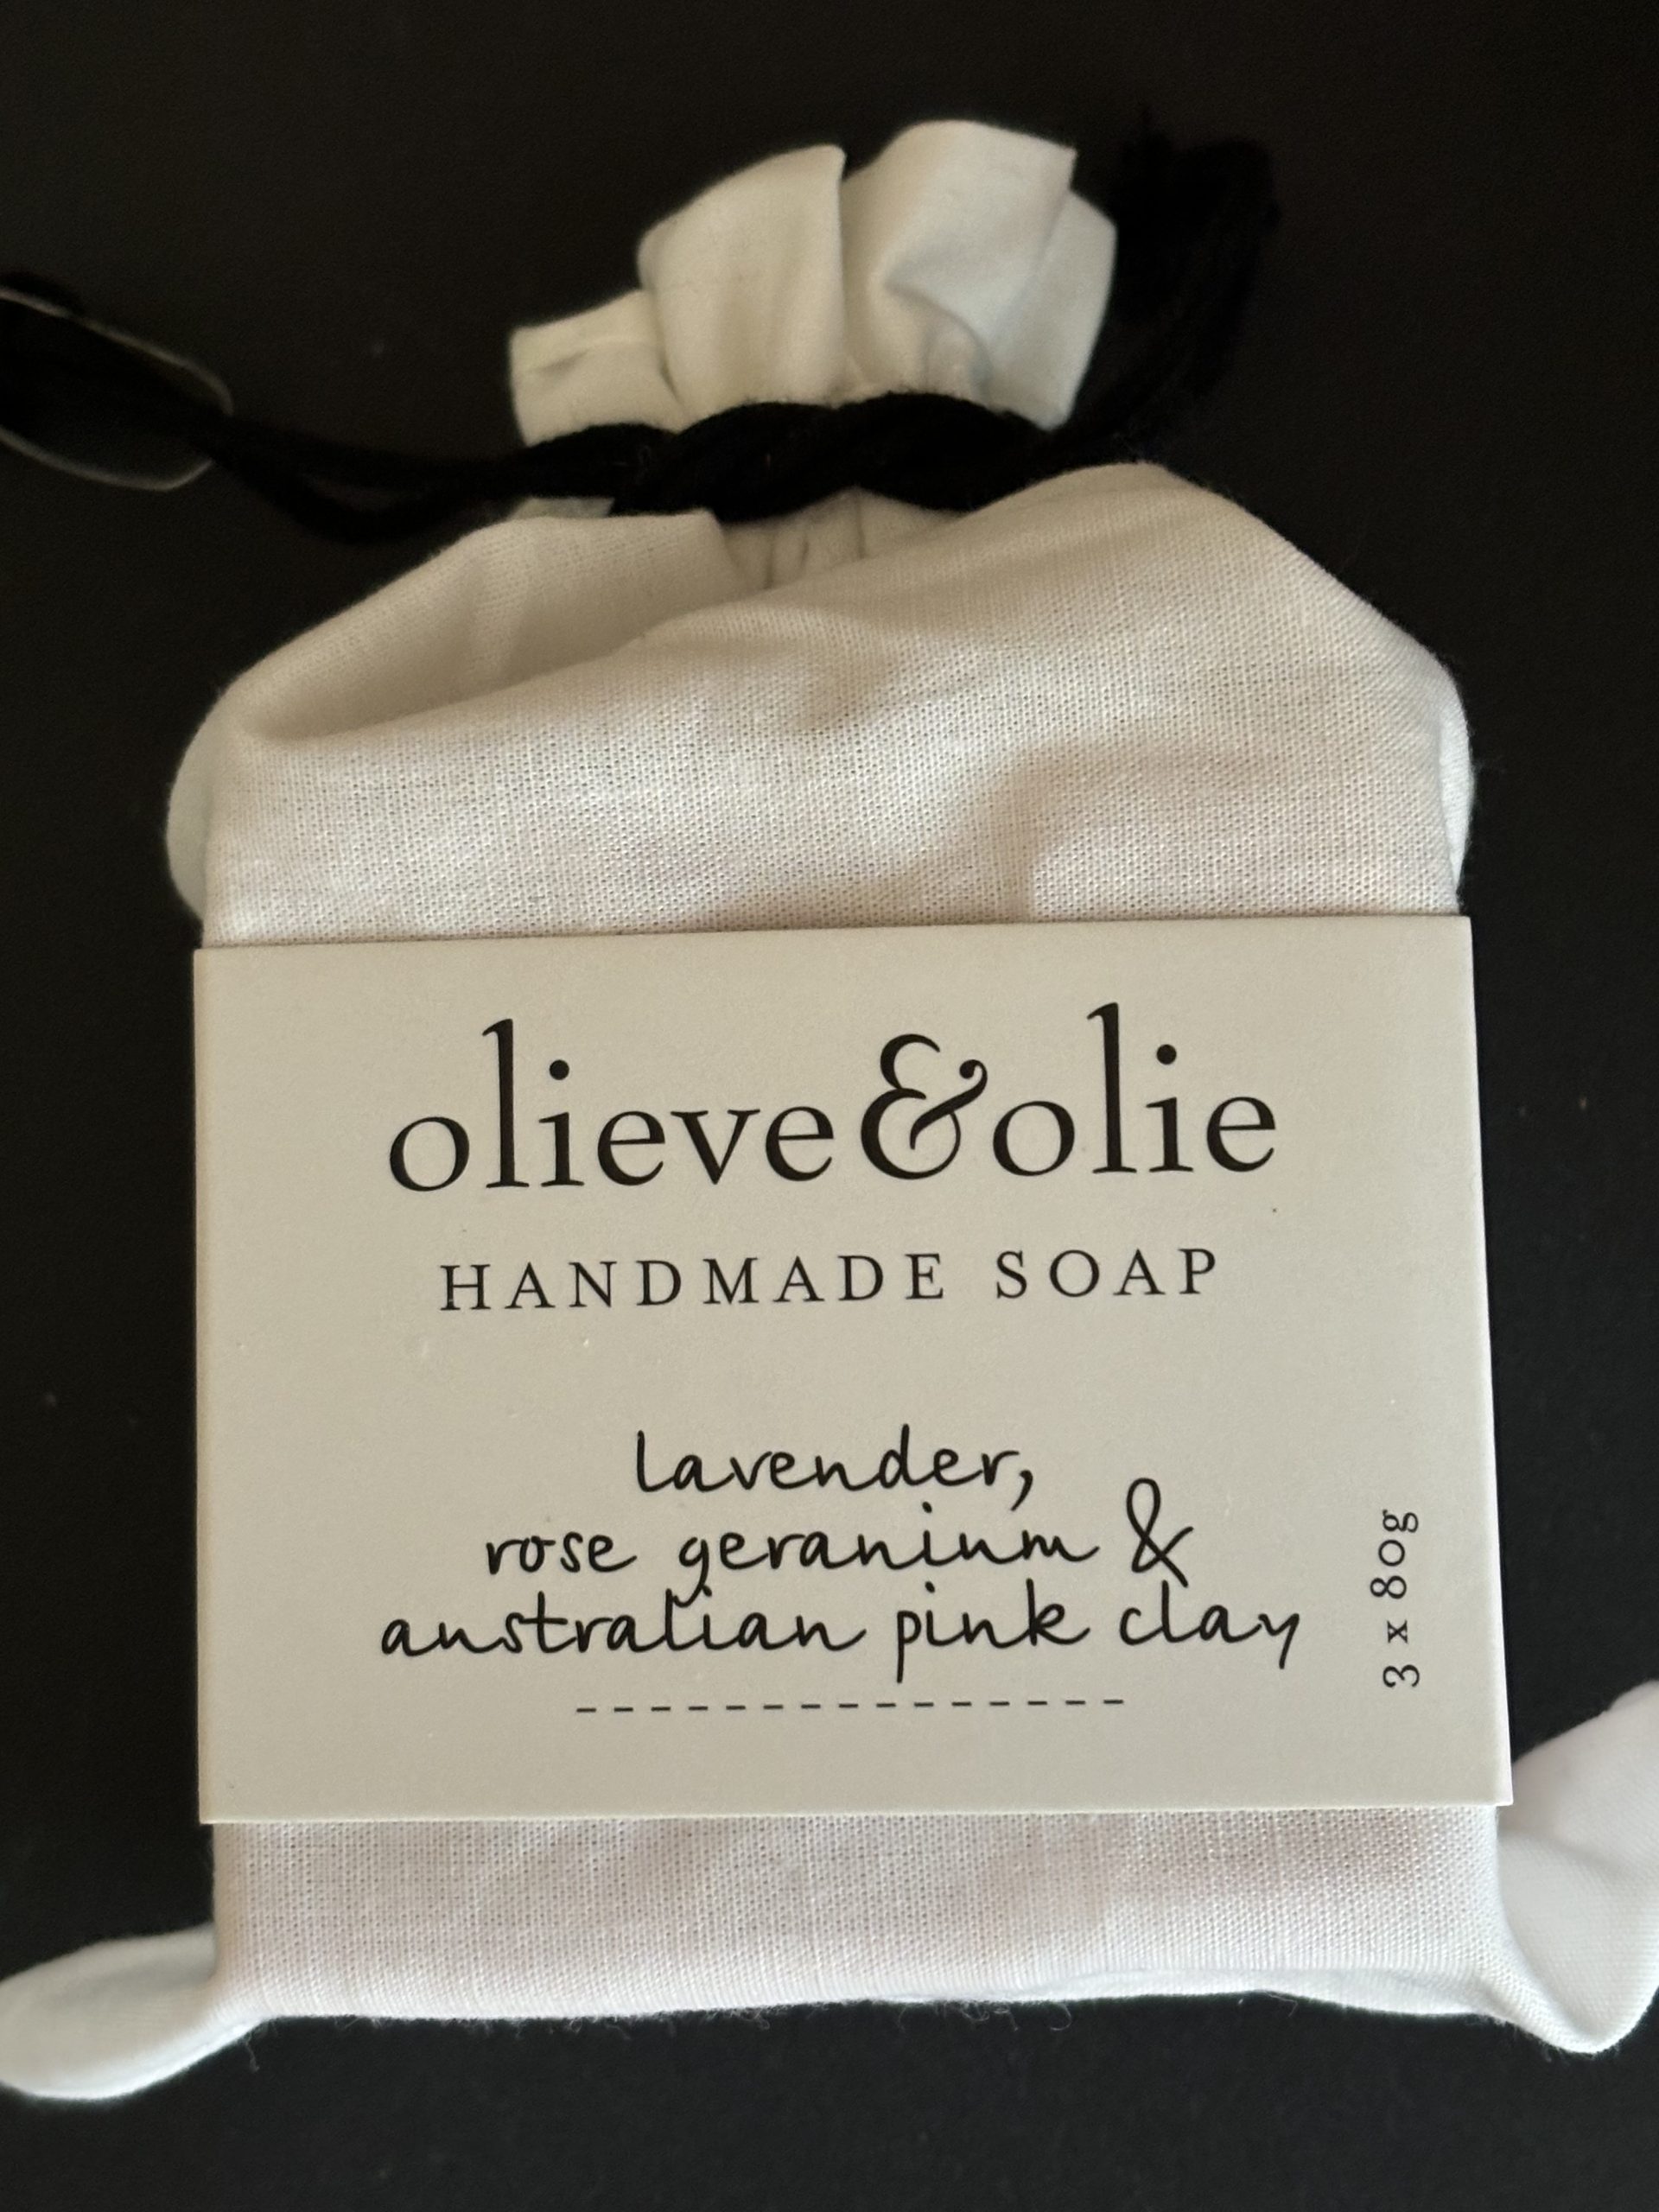 olieve&olie
HANDMADE SOAP
lavender,
rose geranium &
australian pink clay
3 x 80g